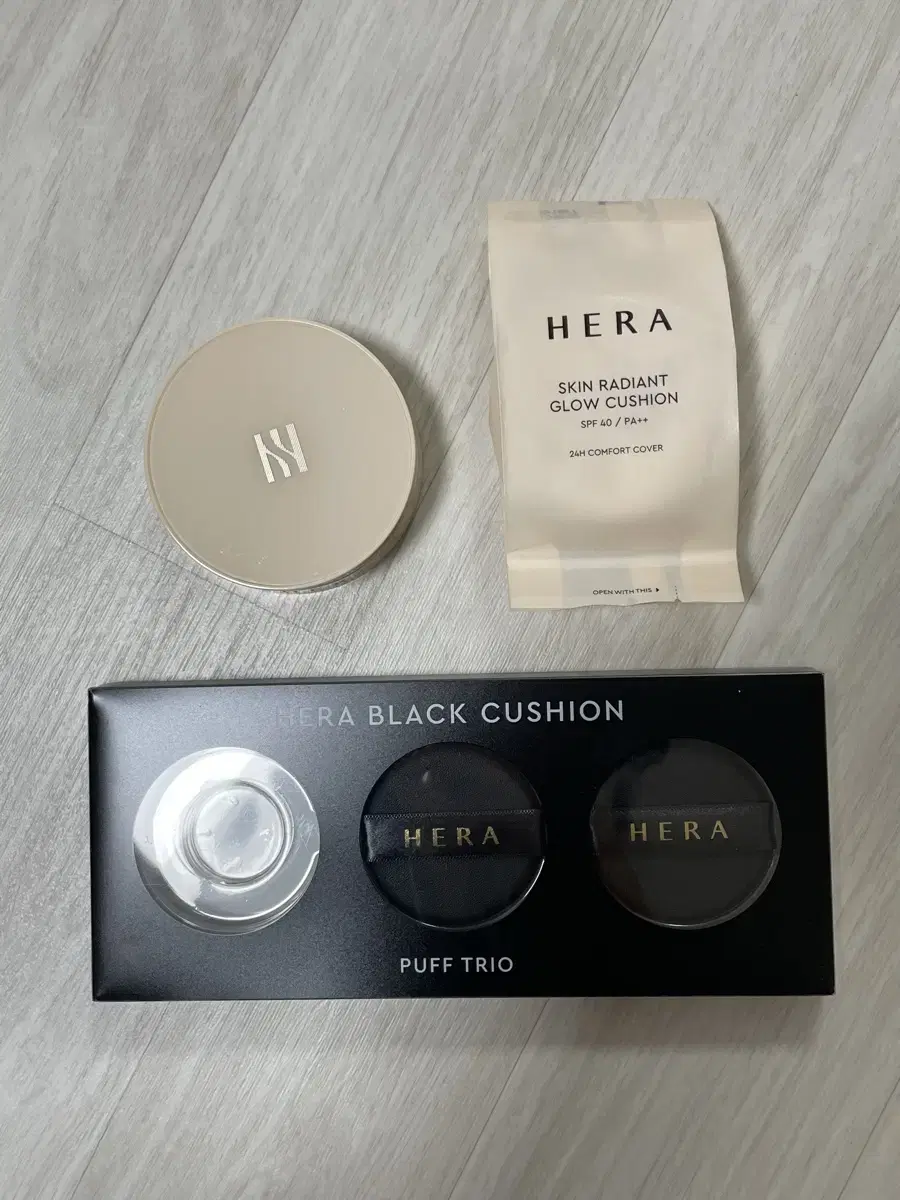 HERA
SKIN RADIANT
GLOW CUSHION
SPF 40 / PA++
24H COMFORT COVER
OPEN WITH THIS
HERA BLACK CUSHION
HERA
HERA
PUFF TRIO